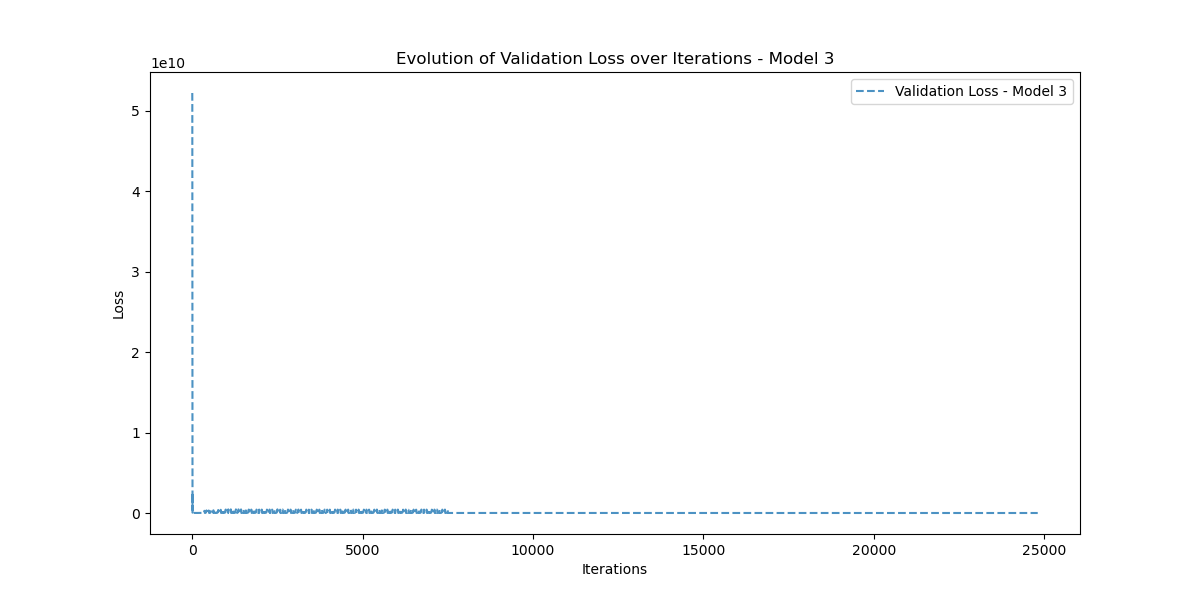 Evolution of Validation Loss over Iterations - Model 3
1e10
Validation Loss - Model 3
5
4
3
2
1
0
Loss
0 5000 10000 15000 20000 25000
Iterations